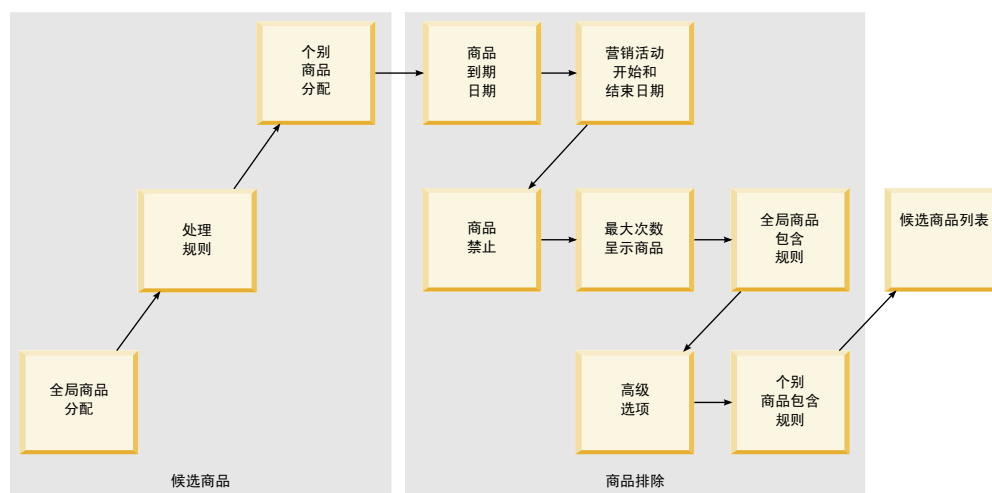 个别
商品
分配
商品
到期
日期
营销活动
开始和
结束日期
处理
规则
商品
禁止
最大次数
呈示商品
全局商品
包含
规则
候选商品列表
全局商品
分配
高级
选项
个别
商品包含
规则
候选商品
商品排除